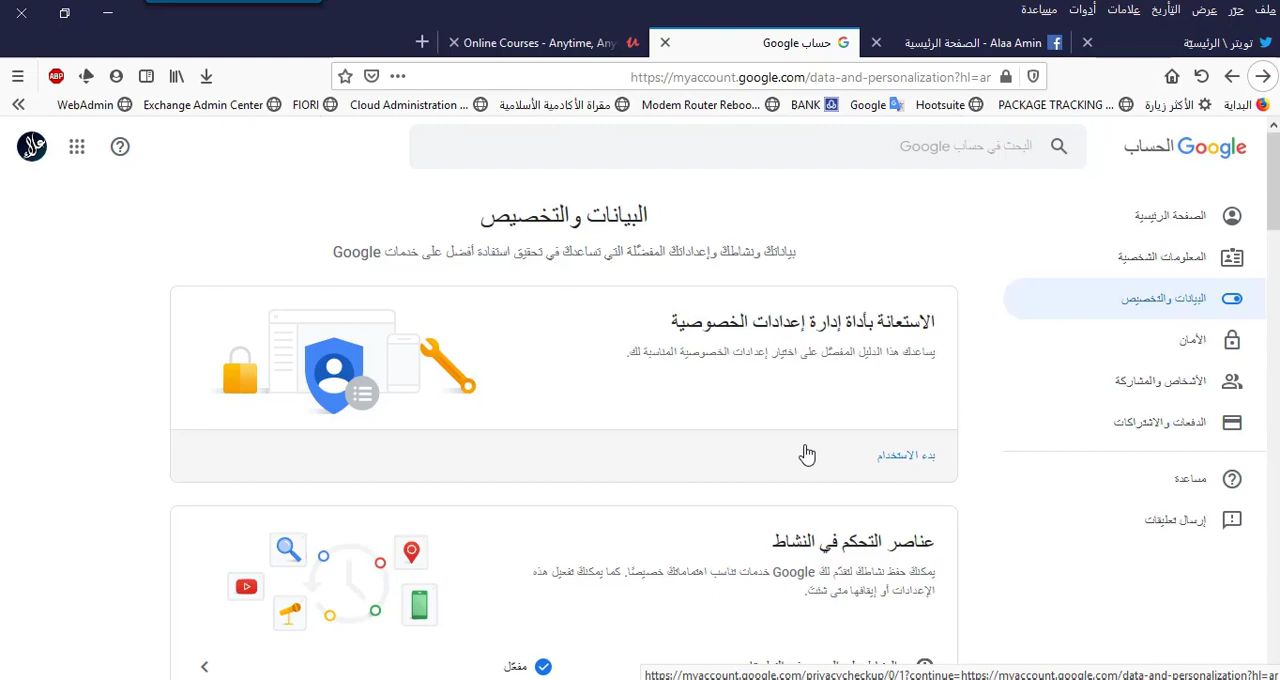 ملف حرّر عرض التأريخ علامات أدوات مساعدة
تويتر \ الرئيسيّة
Alaa Amin - الصفحة الرئيسية
حساب Google
Online Courses - Anytime, Any
https://myaccount.google.com/data-and-personalization?hl=ar
ABP
البداية
الأكثر زيارة
PACKAGE TRACKING ...
Hootsuite
Google
BANK
Modem Router Reboo...
مقرأة الأكاديمية الأسلامية
Cloud Administration ...
FIORI
Exchange Admin Center
WebAdmin
Google الحساب
البحث في حساب Google
علاء
الصفحة الرئيسية
المعلومات الشخصية
البيانات والتخصيص
الأمان
الأشخاص والمشاركة
الدفعات والاشتراكات
مساعدة
إرسال تعليقات
البيانات والتخصيص
بياناتك ونشاطك وإعداداتك المفضّلة التي تساعدك في تحقيق استفادة أفضل على خدمات Google
الاستعانة بأداة إدارة إعدادات الخصوصية
يساعدك هذا الدليل المفصّل على اختيار إعدادات الخصوصية المناسبة لك.
بدء الاستخدام
عناصر التحكم في النشاط
يمكنك حفظ نشاطك لتقدّم لك Google خدمات تناسب اهتماماتك خصيصًا. كما يمكنك تفعيل هذه
الإعدادات أو إيقافها متى شئت.
مفعّل
https://myaccount.google.com/privacycheckup/0/1?continue=https://myaccount.google.com/data-and-personalization?hl=ar